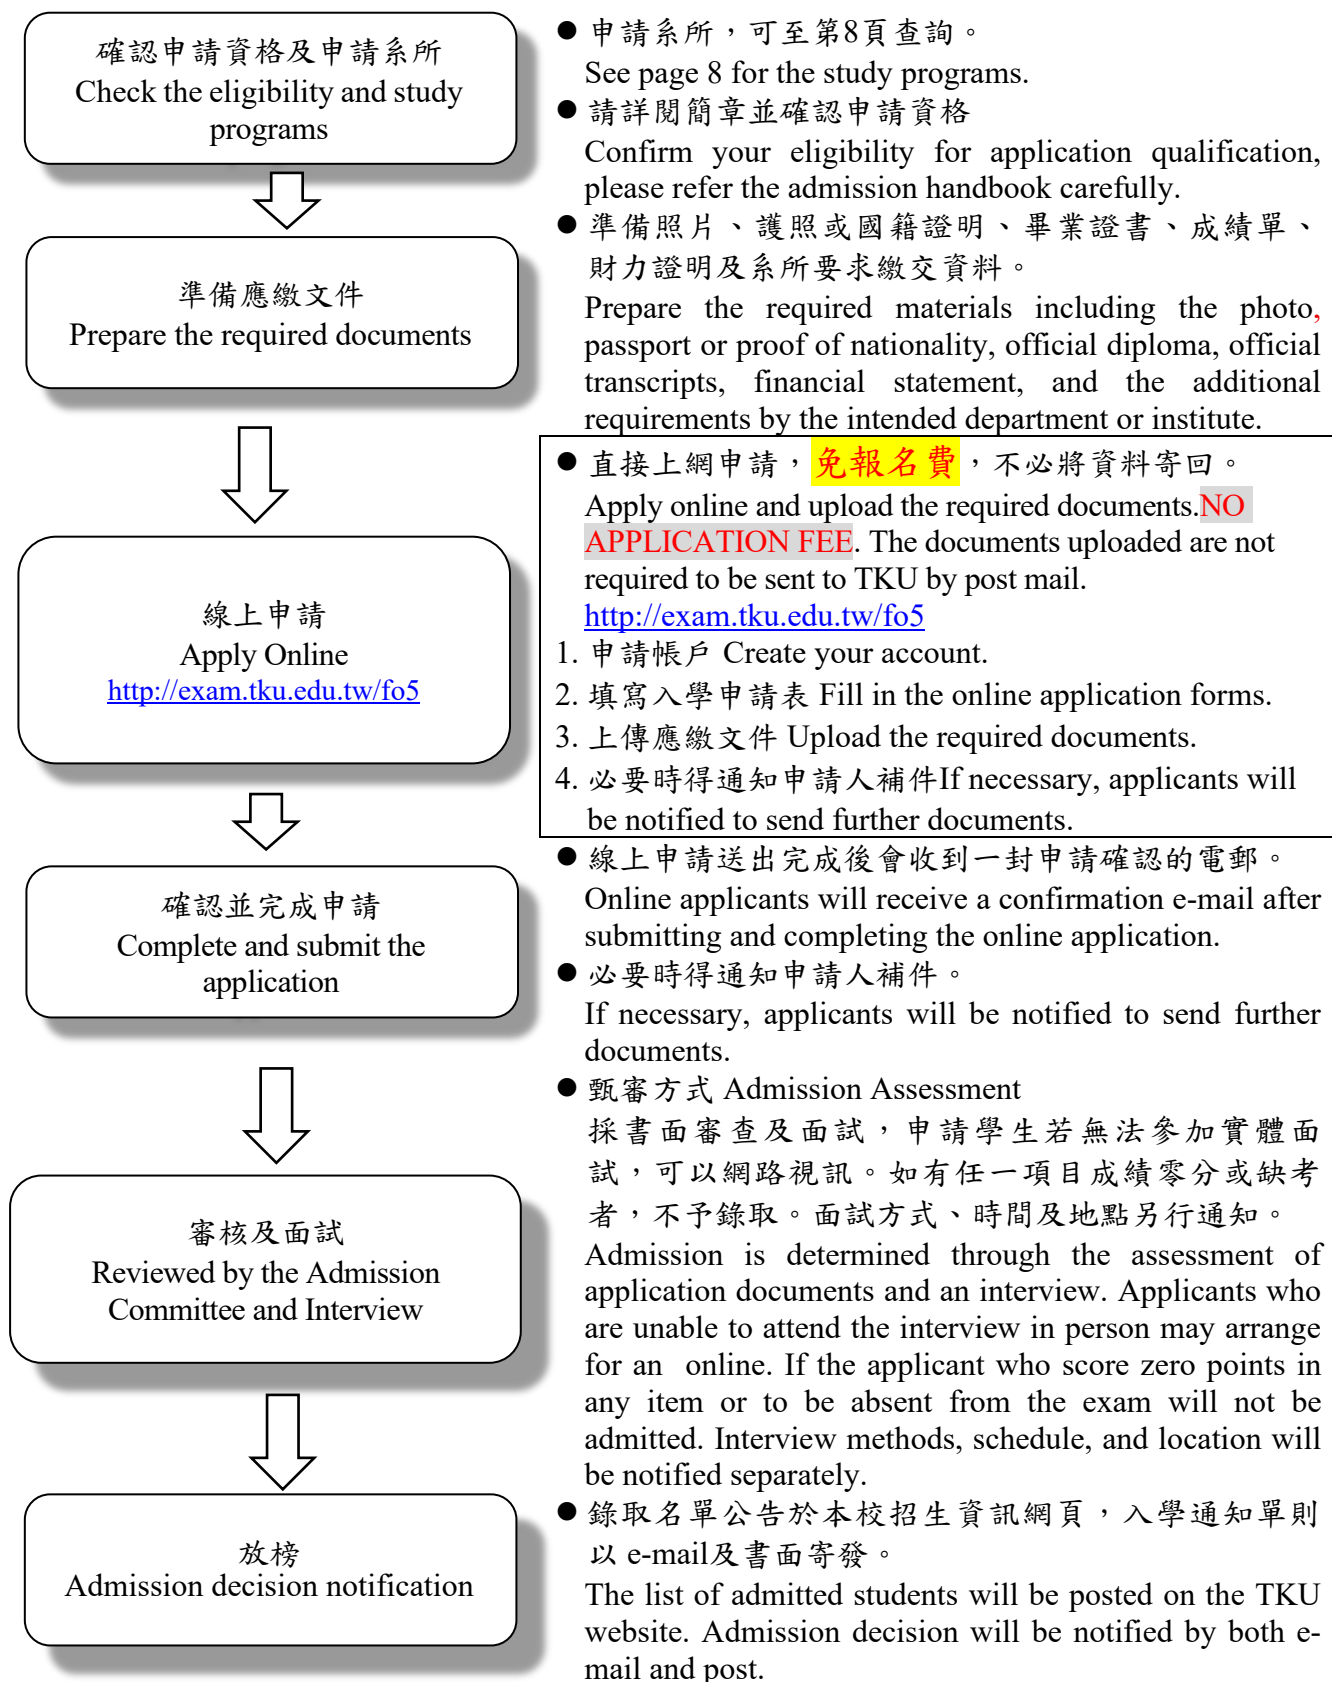 確認申請資格及申請系所
Check the eligibility and study
programs
準備應繳文件
Prepare the required documents
線上申請
Apply Online
http://exam.tku.edu.tw/fo5
確認並完成申請
Complete and submit the
application
審核及面試
Reviewed by the Admission
Committee and Interview
放榜
Admission decision notification
● 申請系所，可至第8頁查詢。
See page 8 for the study programs.
● 請詳閱簡章並確認申請資格
Confirm your eligibility for application qualification,
please refer the admission handbook carefully.
● 準備照片、護照或國籍證明、畢業證書、成績單、
財力證明及系所要求繳交資料。
Prepare the required materials including the photo,
passport or proof of nationality, official diploma, official
transcripts, financial statement, and the additional
requirements by the intended department or institute.
● 直接上網申請，免報名費，不必將資料寄回。
Apply online and upload the required documents.NO
APPLICATION FEE. The documents uploaded are not
required to be sent to TKU by post mail.
http://exam.tku.edu.tw/fo5
1. 申請帳戶 Create your account.
2. 填寫入學申請表 Fill in the online application forms.
3. 上傳應繳文件 Upload the required documents.
4. 必要時得通知申請人補件If necessary, applicants will
be notified to send further documents.
● 線上申請送出完成後會收到一封申請確認的電郵。
Online applicants will receive a confirmation e-mail after
submitting and completing the online application.
● 必要時得通知申請人補件。
If necessary, applicants will be notified to send further
documents.
● 甄審方式 Admission Assessment
採書面審查及面試，申請學生若無法參加實體面
試，可以網路視訊。如有任一項目成績零分或缺考
者，不予錄取。面試方式、時間及地點另行通知。
Admission is determined through the assessment of
application documents and an interview. Applicants who
are unable to attend the interview in person may arrange
for an online. If the applicant who score zero points in
any item or to be absent from the exam will not be
admitted. Interview methods, schedule, and location will
be notified separately.
● 錄取名單公告於本校招生資訊網頁，入學通知單則
以 e-mail及書面寄發。
The list of admitted students will be posted on the TKU
website. Admission decision will be notified by both e-
mail and post.